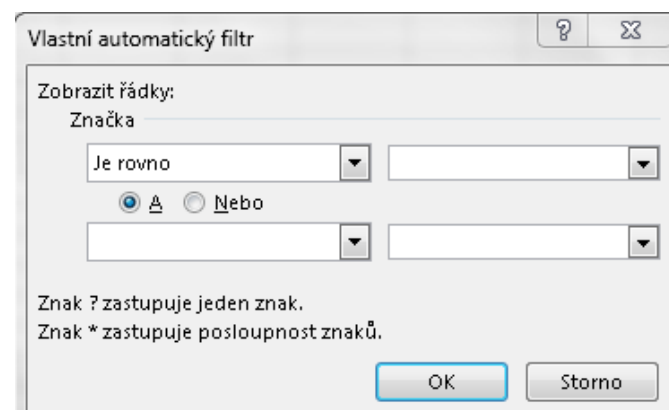 Vlastní automatický filtr
Zobrazit řádky:
Značka
Je rovno
A Nebo
Znak ? zastupuje jeden znak.
Znak * zastupuje posloupnost znaků.
OK Storno